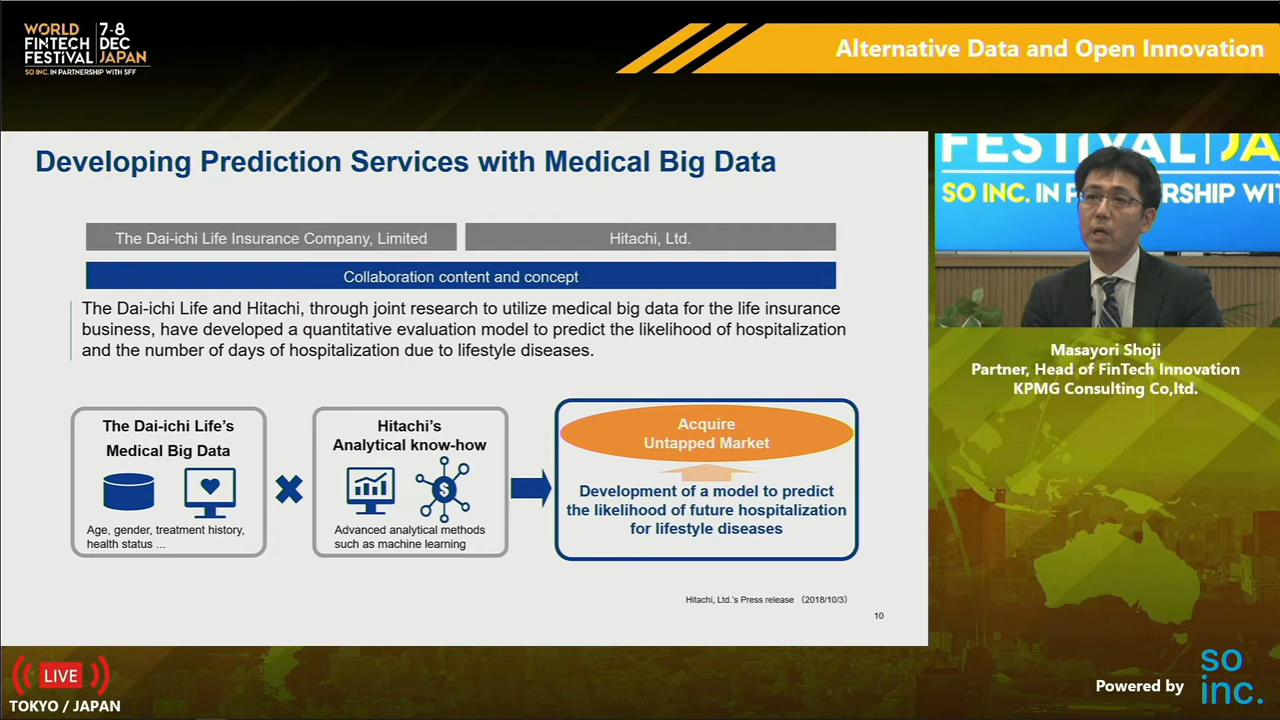 WORLD
FINTECH
FESTIVAL
7-8
DEC
JAPAN
SO INC. IN PARTNERSHIP WITH SFF
Alternative Data and Open Innovation
Developing Prediction Services with Medical Big Data
The Dai-ichi Life Insurance Company, Limited
Hitachi, Ltd.
Collaboration content and concept
The Dai-ichi Life and Hitachi, through joint research to utilize medical big data for the life insurance
business, have developed a quantitative evaluation model to predict the likelihood of hospitalization
and the number of days of hospitalization due to lifestyle diseases.
The Dai-ichi Life's
Medical Big Data
Age, gender, treatment history,
health status ...
Hitachi's
Analytical know-how
$
Advanced analytical methods
such as machine learning
Acquire
Untapped Market
Development of a model to predict
the likelihood of future hospitalization
for lifestyle diseases
Hitachi, Ltd.'s Press release （2018/10/3）
10
FESTIVAL JA
SO INC. IN PARTNERSHIP WIT
Masayori Shoji
Partner, Head of FinTech Innovation
KPMG Consulting Co,ltd.
LIVE
TOKYO / JAPAN
Powered by
so
inc.